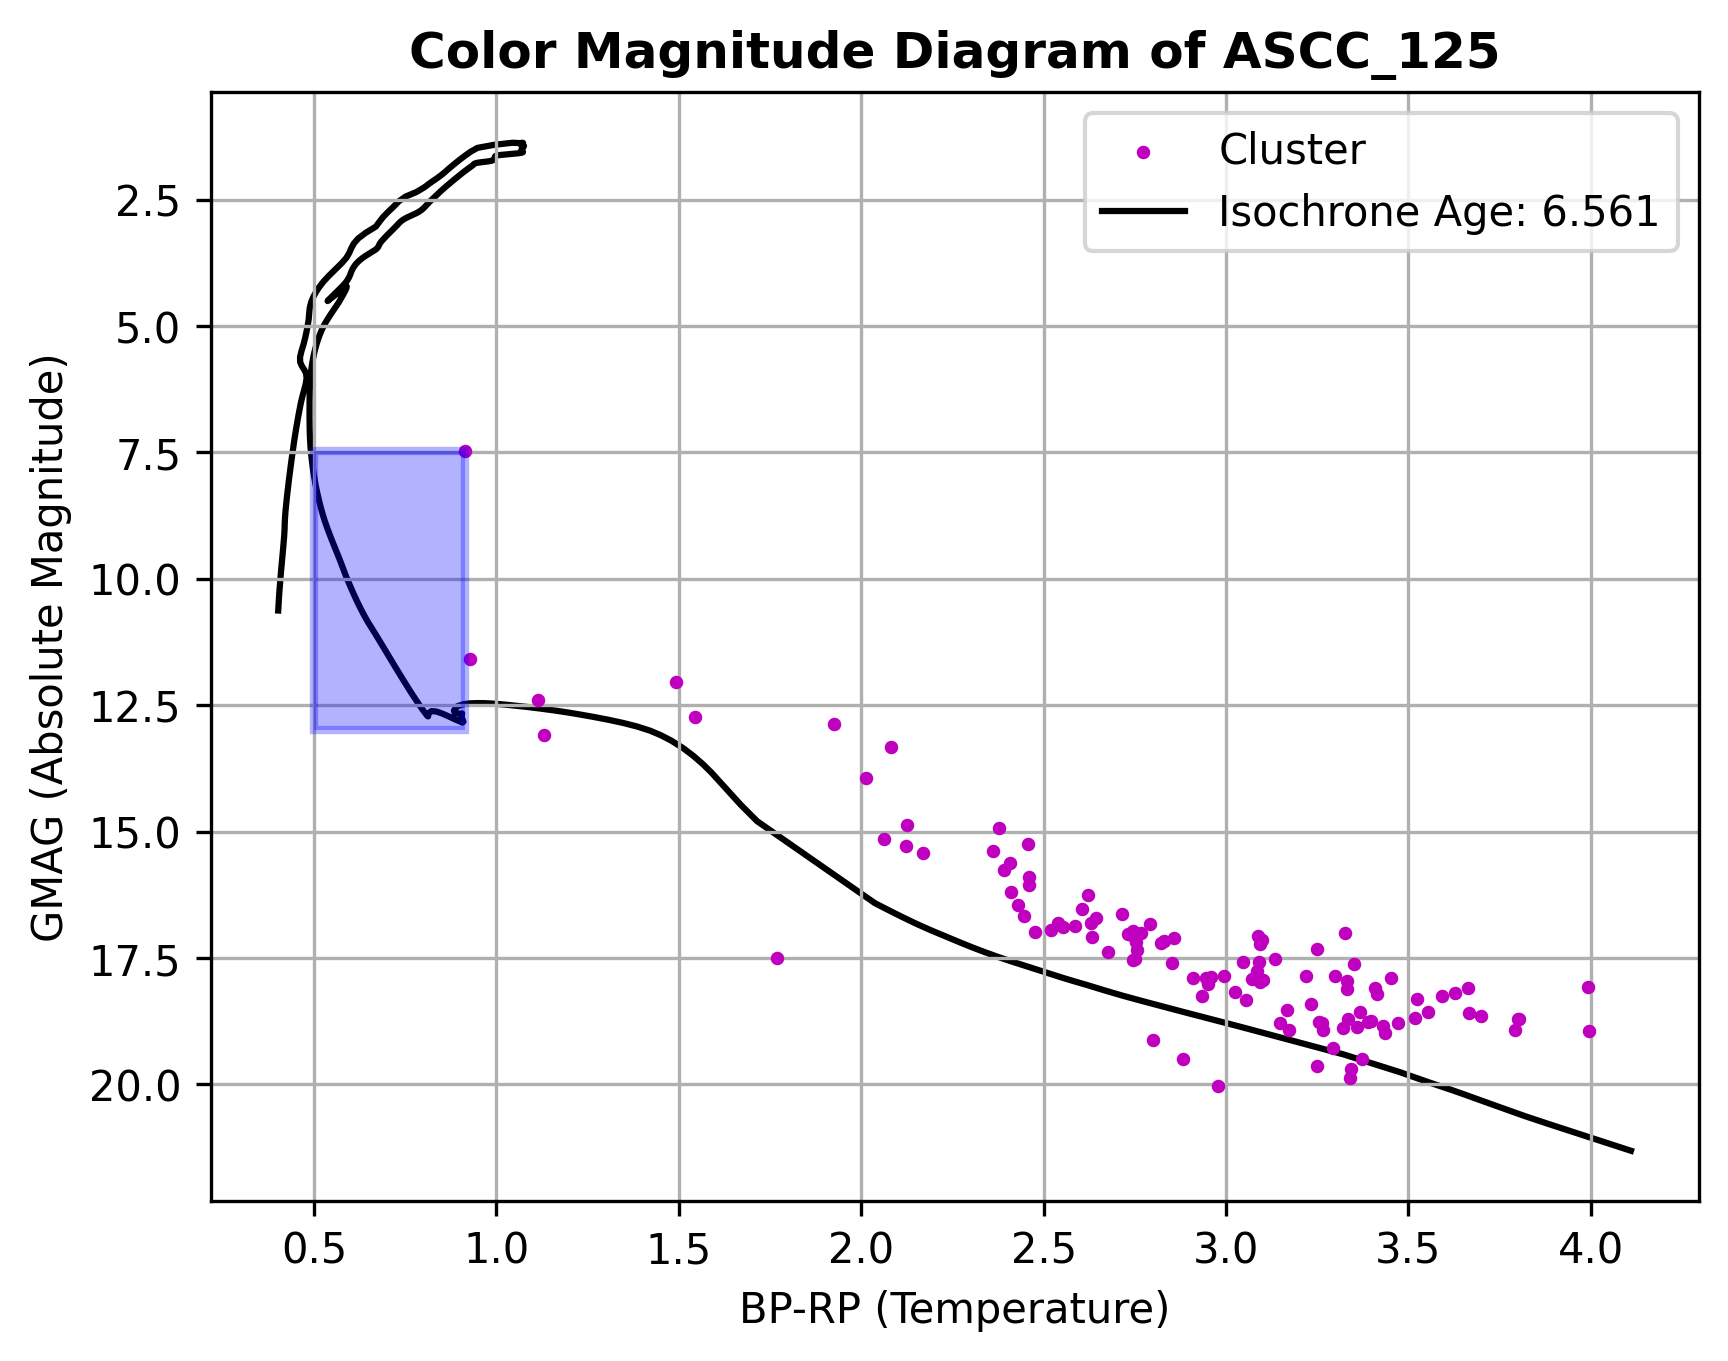 Color Magnitude Diagram of ASCC_125
Cluster
Isochrone Age: 6.561
GMAG (Absolute Magnitude)
2.5
5.0
7.5
10.0
12.5
15.0
17.5
20.0
0.5 1.0 1.5 2.0 2.5 3.0 3.5 4.0
BP-RP (Temperature)